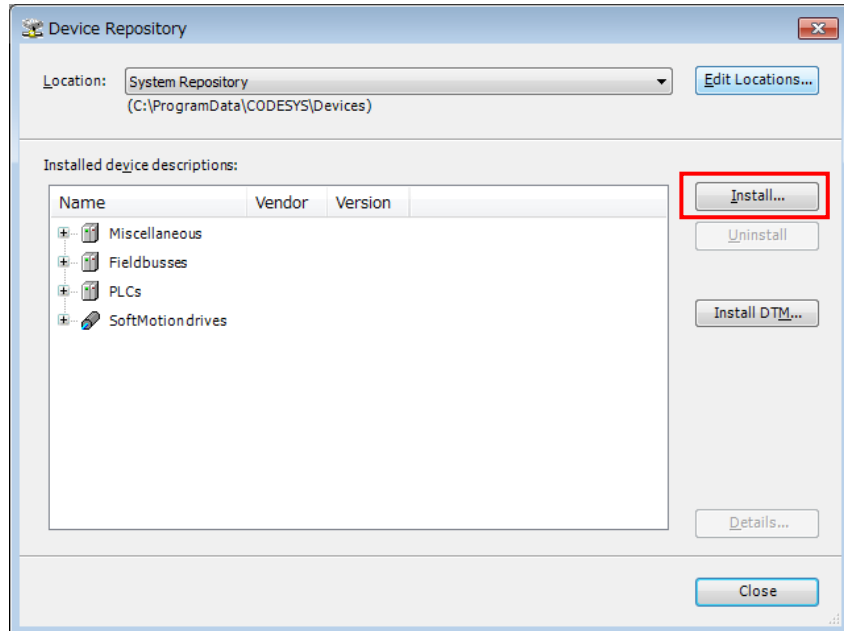 Device Repository
Location: System Repository Edit Locations...
(C:\ProgramData\CODESYS\Devices)
Installed device descriptions:
Name Vendor Version
Install...
Miscellaneous
Uninstall
Fieldbusses
PLCs
Install DTM...
SoftMotion drives
Details...
Close